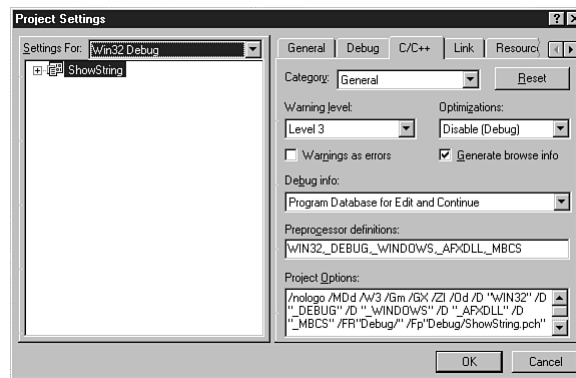 Project Settings
Settings For: Win32 Debug
ShowString
General Debug C/C++ Link Resourc
Category: General Reset
Warning level: Optimizations:
Level 3 Disable (Debug)
Warnings as errors Generate browse info
Debug info:
Program Database for Edit and Continue
Preprocessor definitions:
WIN32,_DEBUG,_WINDOWS,_AFXDLL,_MBCS
Project Options:
/nologo /MDd /W3 /Gm /GX /ZI /Od /D "WIN32" /D
"_DEBUG" /D "_WINDOWS" /D "_AFXDLL" /D
"_MBCS" /FR"Debug/" /Fp"Debug/ShowString.pch"
OK Cancel